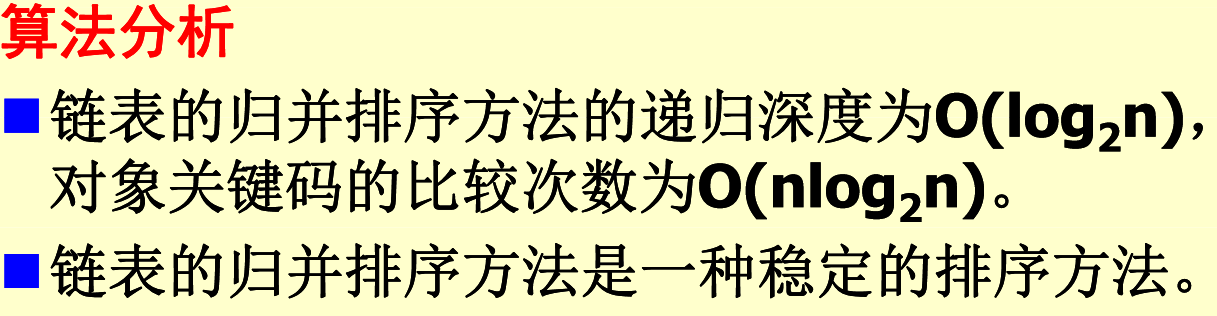 算法分析
■链表的归并排序方法的递归深度为O(log₂n)，
对象关键码的比较次数为O(nlog₂n)。
■链表的归并排序方法是一种稳定的排序方法。